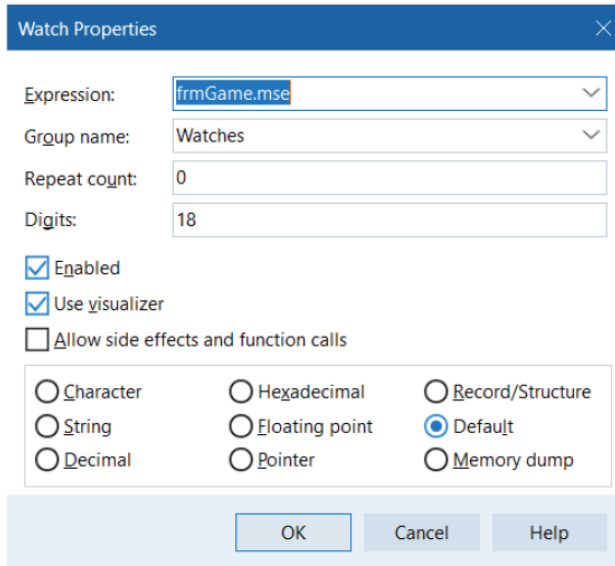 Watch Properties
Expression: frmGame.mse
Group name: Watches
Repeat count: 0
Digits: 18
Enabled
Use visualizer
Allow side effects and function calls
Character Hexadecimal Record/Structure
String Floating point Default
Decimal Pointer Memory dump
OK Cancel Help